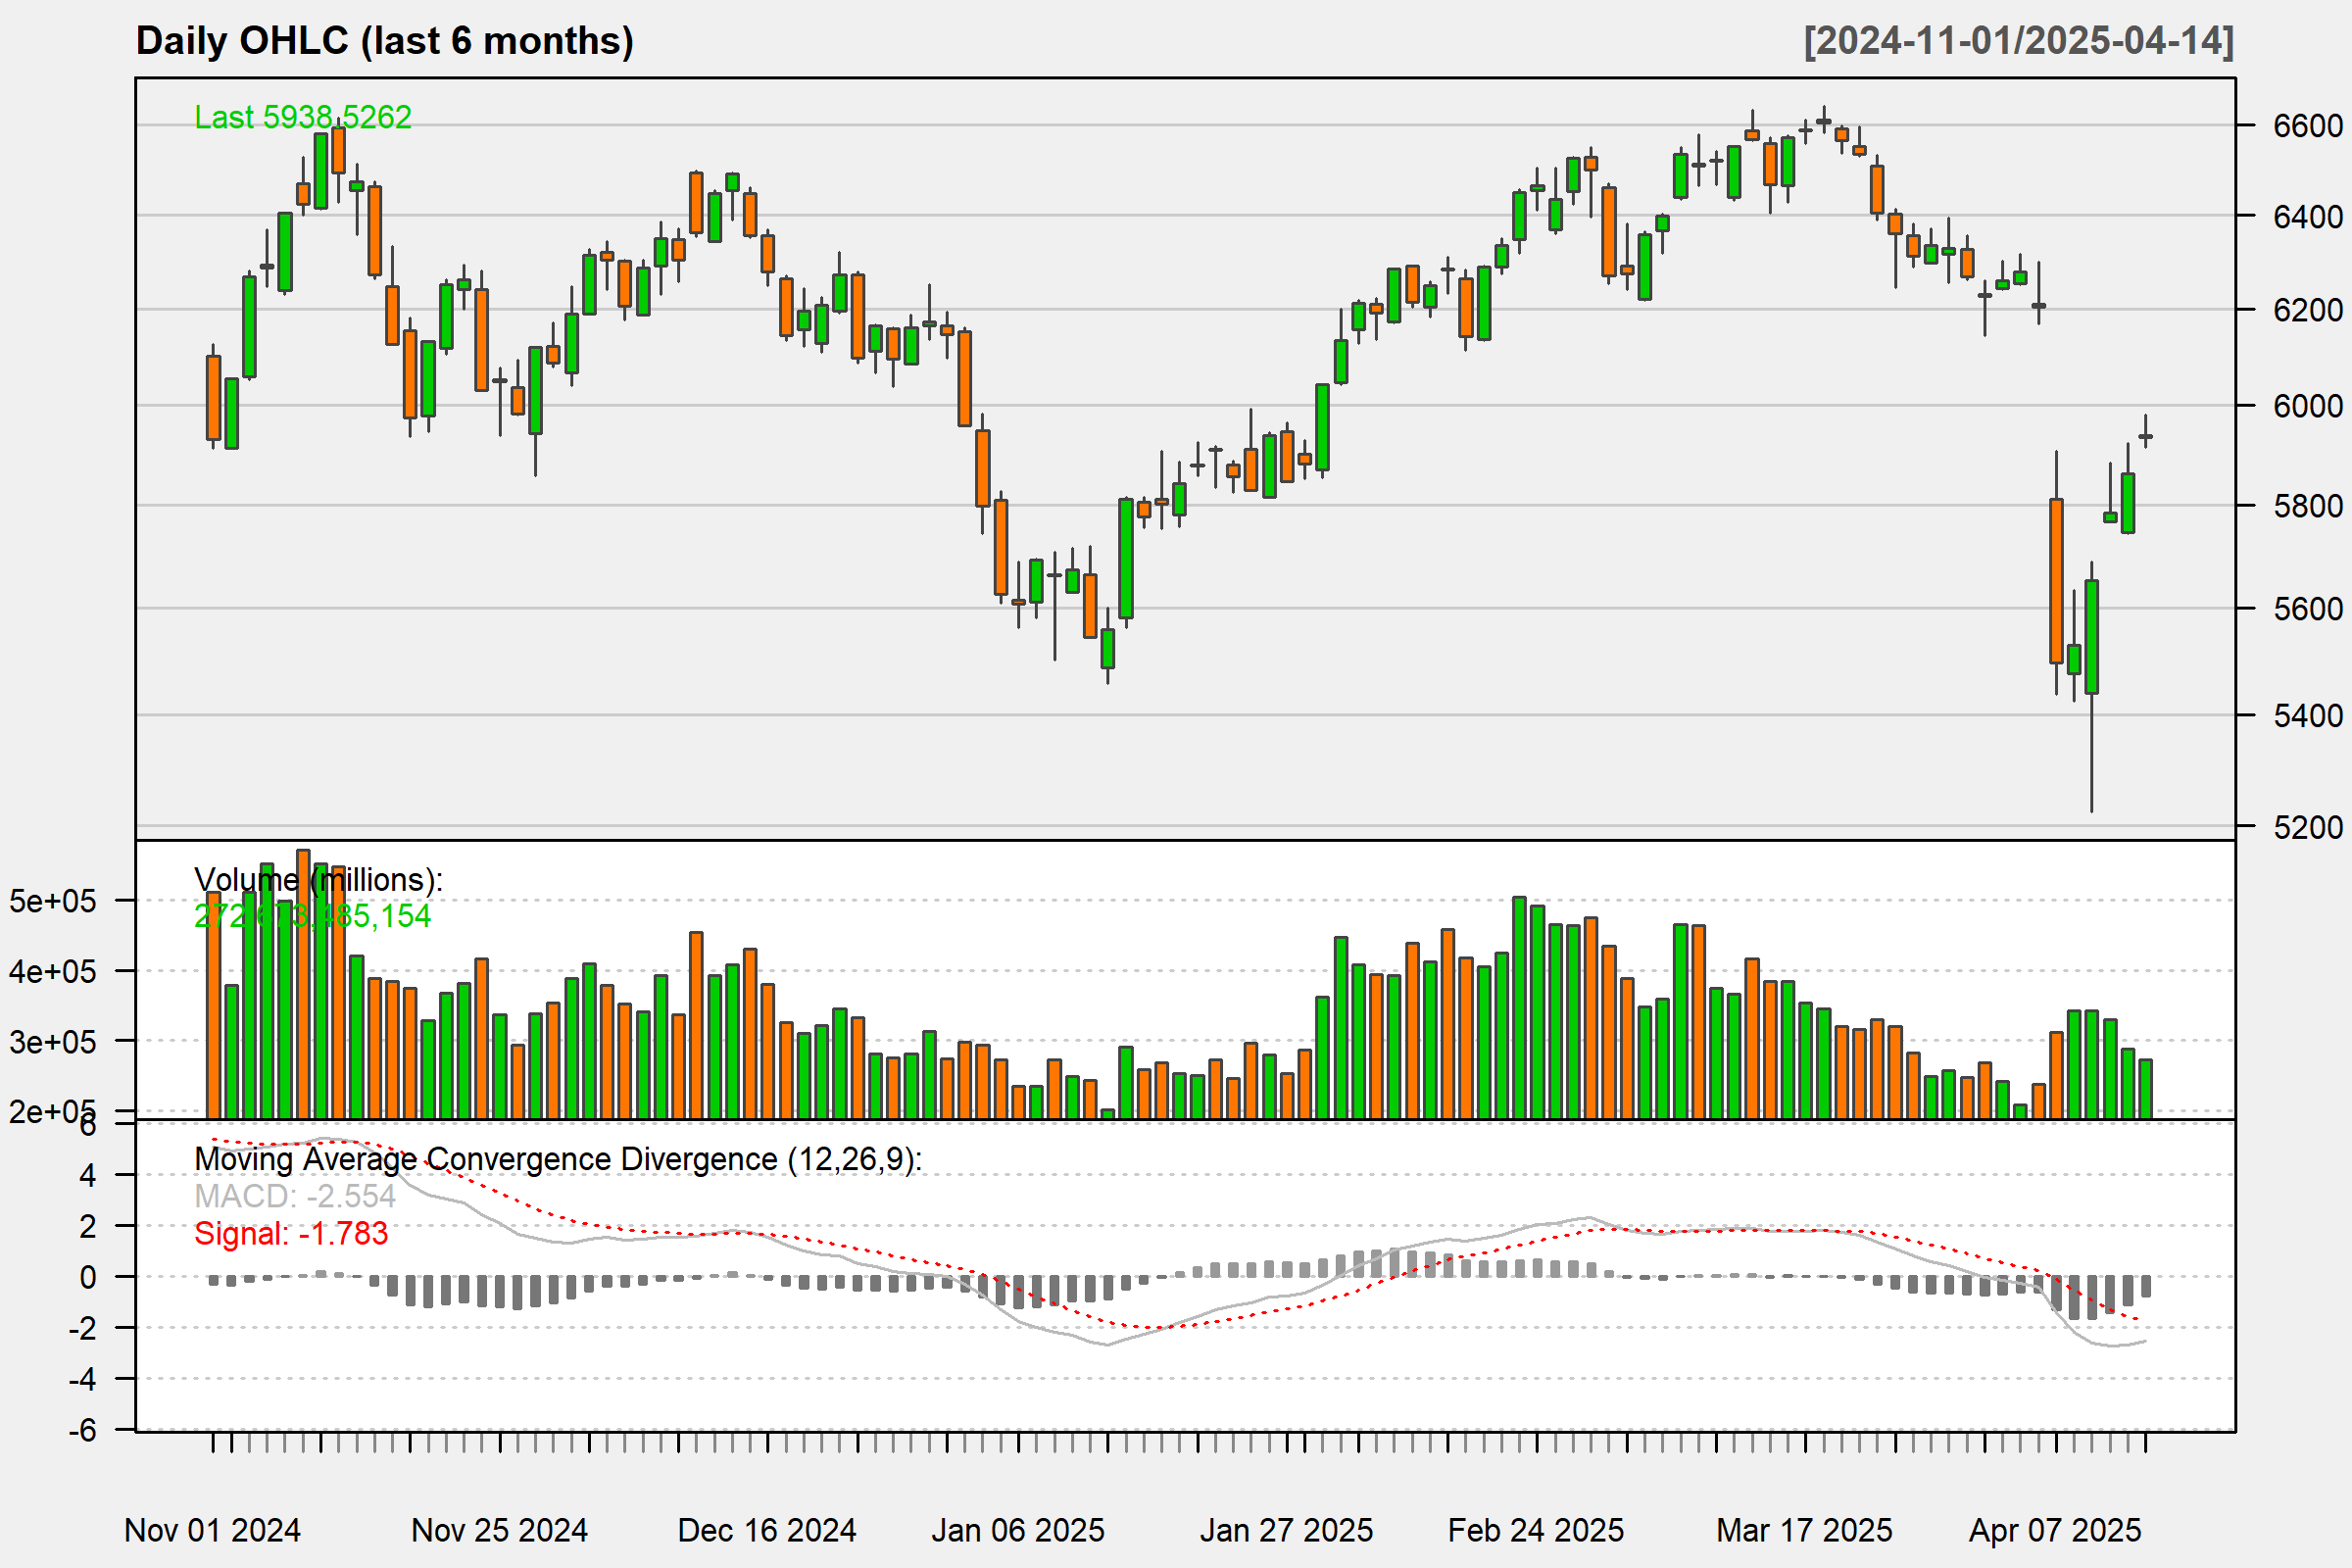 Daily OHLC (last 6 months) [2024-11-01/2025-04-14]
Last 5938.5262
6600
6400
6200
6000
5800
5600
5400
5200
Volume (millions):
272,673,485,154
5e+05
4e+05
3e+05
2e+05
Moving Average Convergence Divergence (12,26,9):
MACD: -2.554
Signal: -1.783
6
4
2
0
-2
-4
-6
Nov 01 2024 Nov 25 2024 Dec 16 2024 Jan 06 2025 Jan 27 2025 Feb 24 2025 Mar 17 2025 Apr 07 2025